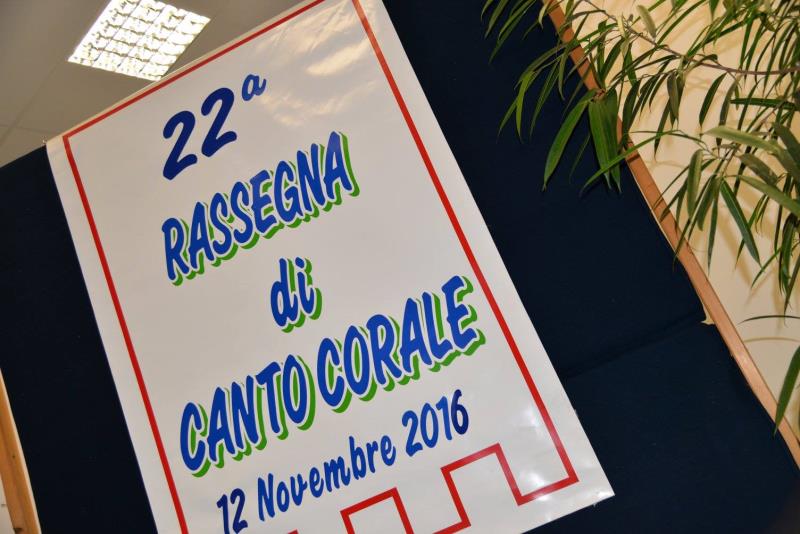 22ª
RASSEGNA
di
CANTO CORALE
12 Novembre 2016